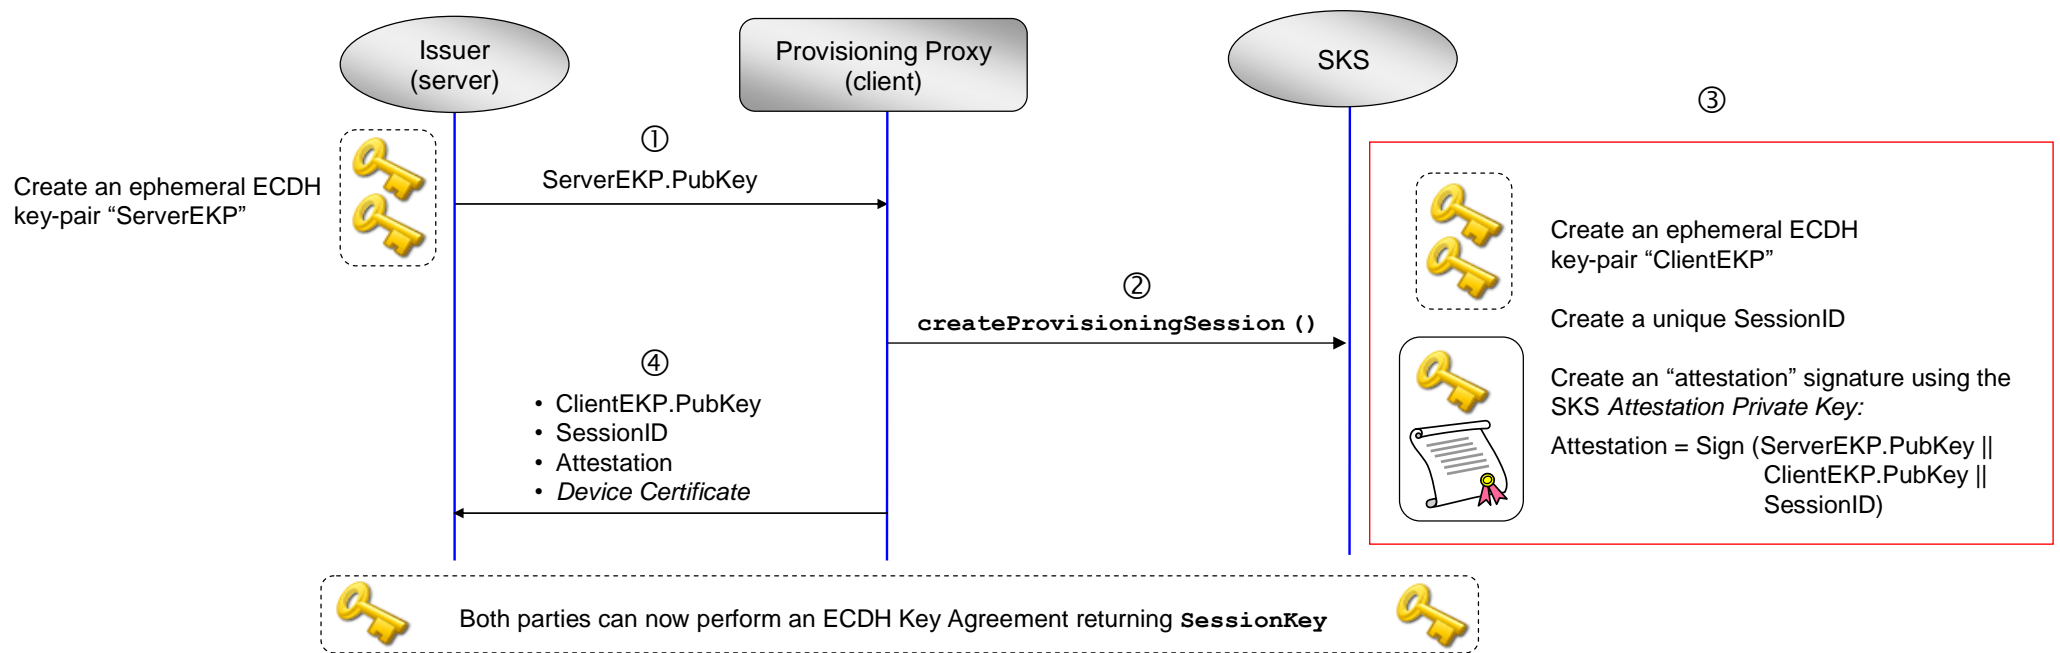 Issuer
(server)
Provisioning Proxy
(client)
SKS
③
①
ServerEKP.PubKey
Create an ephemeral ECDH
key-pair “ServerEKP”
Create an ephemeral ECDH
key-pair “ClientEKP”
②
createProvisioningSession ()
Create a unique SessionID
④
• ClientEKP.PubKey
• SessionID
• Attestation
• Device Certificate
Create an “attestation” signature using the
SKS Attestation Private Key:
Attestation = Sign (ServerEKP.PubKey ||
ClientEKP.PubKey ||
SessionID)
Both parties can now perform an ECDH Key Agreement returning SessionKey